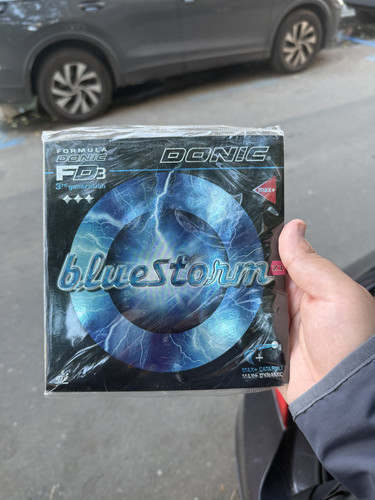 FORMULA
DONIC
DONIC
FD3
3rd generation
max+
bluestorm
MAX+ CATAPULT
MAX+ DYNAMIC